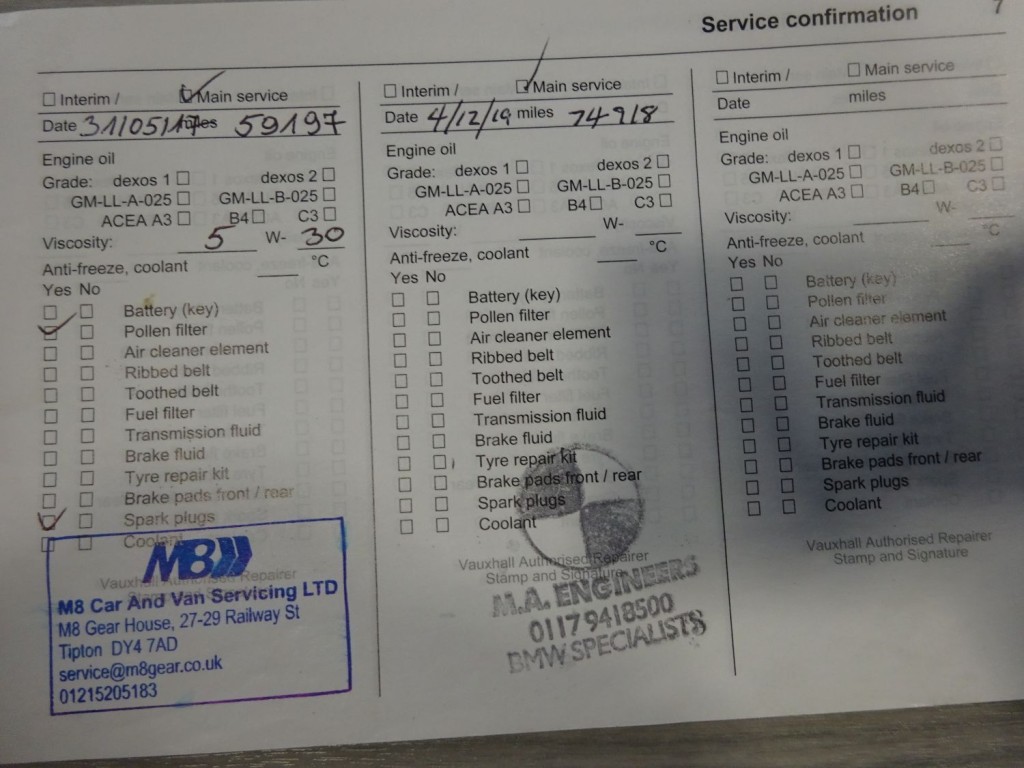 Service confirmation
7
Interim /
Main service
Date 31/05/17 miles 59197
Engine oil
Grade: dexos 1 dexos 2
GM-LL-A-025 GM-LL-B-025
ACEA A3 B4 C3
Viscosity: 5 W- 30
Anti-freeze, coolant °C
Yes No
Battery (key)
Pollen filter
Air cleaner element
Ribbed belt
Toothed belt
Fuel filter
Transmission fluid
Brake fluid
Tyre repair kit
Brake pads front / rear
Spark plugs
Coolant
Vauxhall Authorised Repairer
M8
M8 Car And Van Servicing LTD
M8 Gear House, 27-29 Railway St
Tipton DY4 7AD
service@m8gear.co.uk
01215205183
Interim /
Main service
Date 4/12/19 miles 74918
Engine oil
Grade: dexos 1 dexos 2
GM-LL-A-025 GM-LL-B-025
ACEA A3 B4 C3
Viscosity: W-
Anti-freeze, coolant °C
Yes No
Battery (key)
Pollen filter
Air cleaner element
Ribbed belt
Toothed belt
Fuel filter
Transmission fluid
Brake fluid
Tyre repair kit
Brake pads front / rear
Spark plugs
Coolant
Vauxhall Authorised Repairer
Stamp and Signature
M.A. ENGINEERS
0117 9418500
BMW SPECIALISTS
Interim /
Main service
Date miles
Engine oil
Grade: dexos 1 dexos 2
GM-LL-A-025 GM-LL-B-025
ACEA A3 B4 C3
Viscosity: W-
Anti-freeze, coolant °C
Yes No
Battery (key)
Pollen filter
Air cleaner element
Ribbed belt
Toothed belt
Fuel filter
Transmission fluid
Brake fluid
Tyre repair kit
Brake pads front / rear
Spark plugs
Coolant
Vauxhall Authorised Repairer
Stamp and Signature